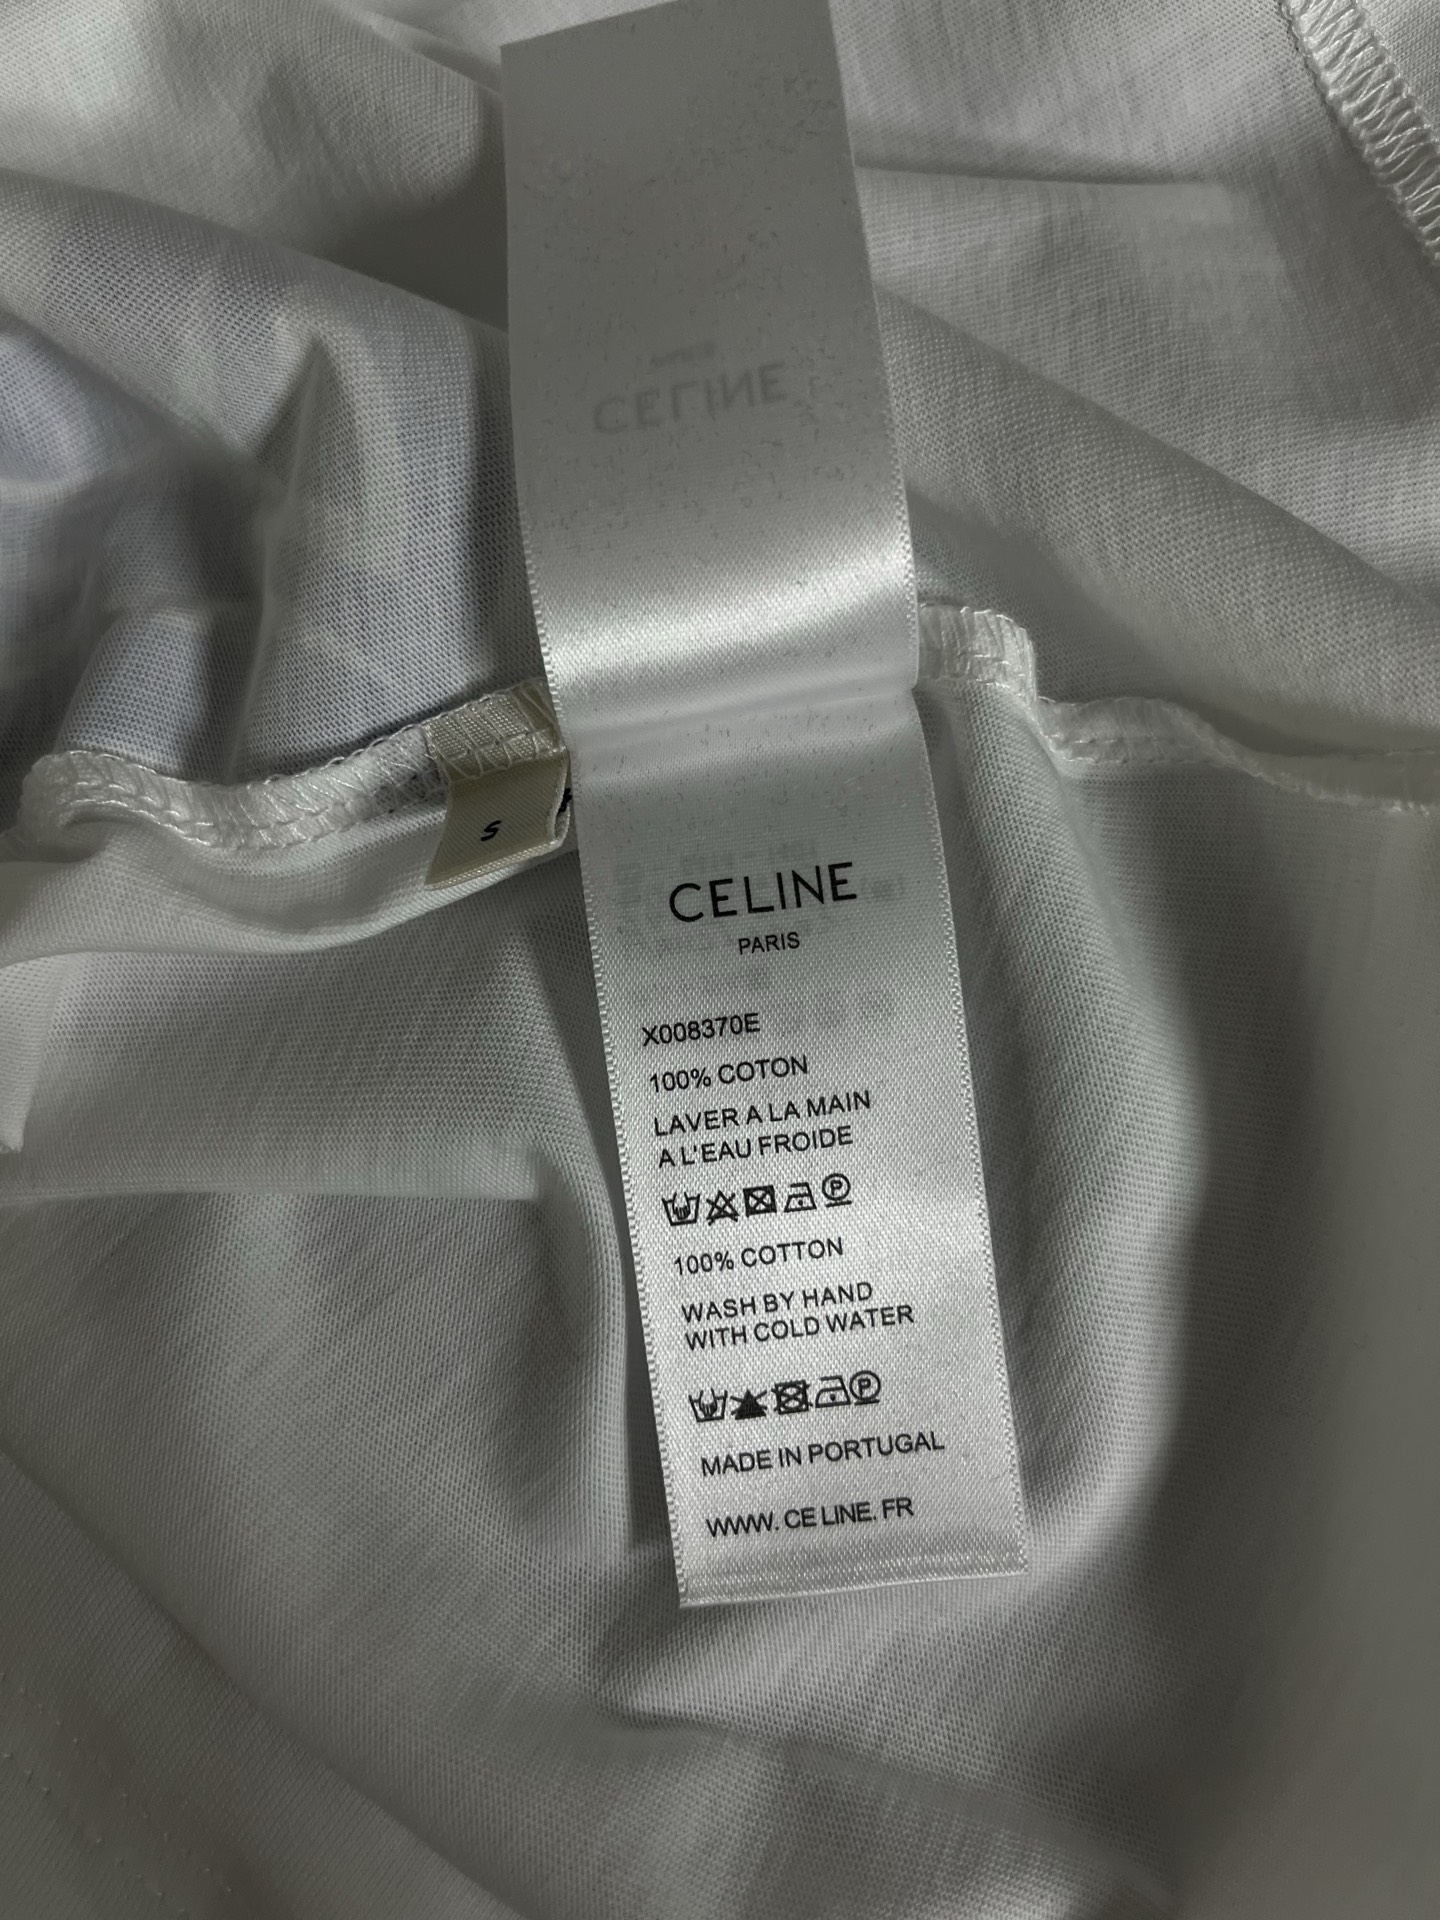 S
CELINE
PARIS
X008370E
100% COTON
LAVER A LA MAIN
A L'EAU FROIDE
P
100% COTTON
WASH BY HAND
WITH COLD WATER
P
MADE IN PORTUGAL
WWW. CE LINE. FR